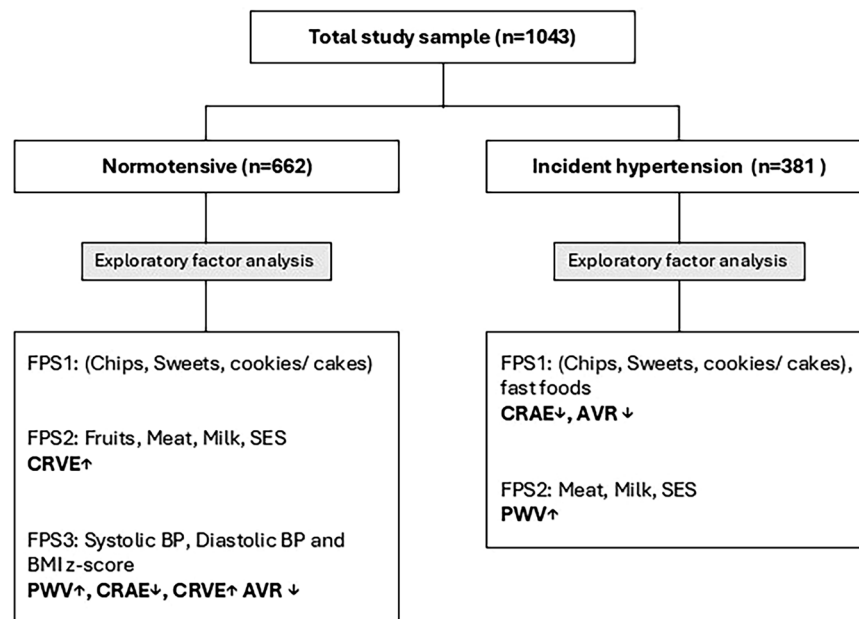 Total study sample (n=1043)
Normotensive (n=662)
Incident hypertension (n=381 )
Exploratory factor analysis
Exploratory factor analysis
FPS1: (Chips, Sweets, cookies/ cakes)
FPS2: Fruits, Meat, Milk, SES
CRVE↑
FPS3: Systolic BP, Diastolic BP and
BMI z-score
PWV↑, CRAE↓, CRVE↑ AVR ↓
FPS1: (Chips, Sweets, cookies/ cakes),
fast foods
CRAE↓, AVR ↓
FPS2: Meat, Milk, SES
PWV↑